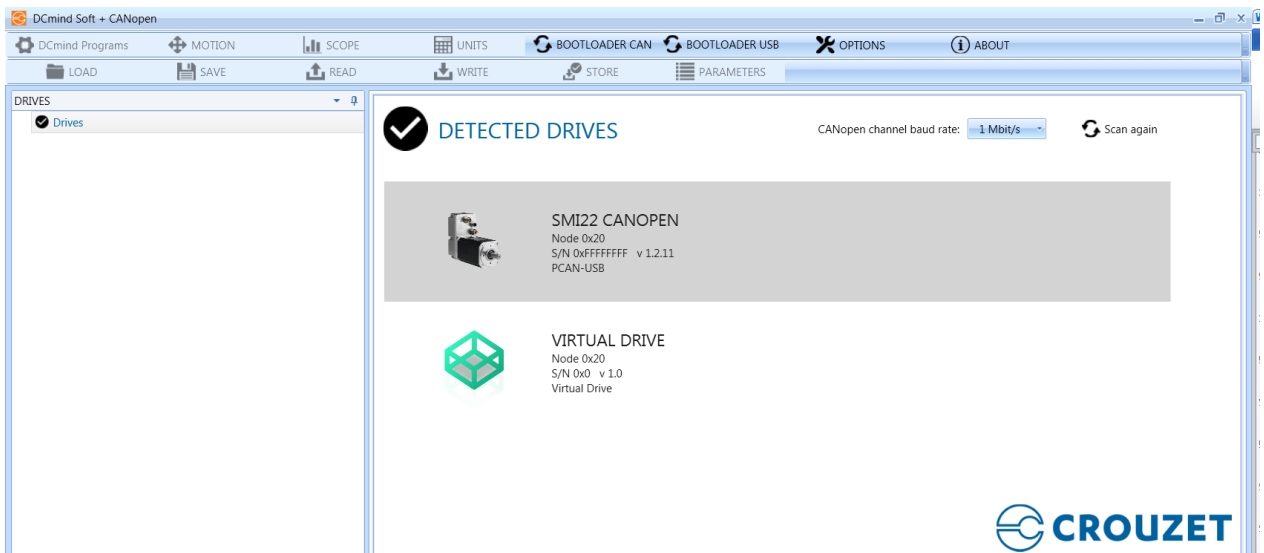 DCmind Soft + CANopen
DCmind Programs MOTION SCOPE UNITS BOOTLOADER CAN BOOTLOADER USB OPTIONS ABOUT
LOAD SAVE READ WRITE STORE PARAMETERS
DRIVES
Drives
DETECTED DRIVES
CANopen channel baud rate: 1 Mbit/s Scan again
SMI22 CANOPEN
Node 0x20
S/N 0xFFFFFFFF v 1.2.11
PCAN-USB
VIRTUAL DRIVE
Node 0x20
S/N 0x0 v 1.0
Virtual Drive
CROUZET